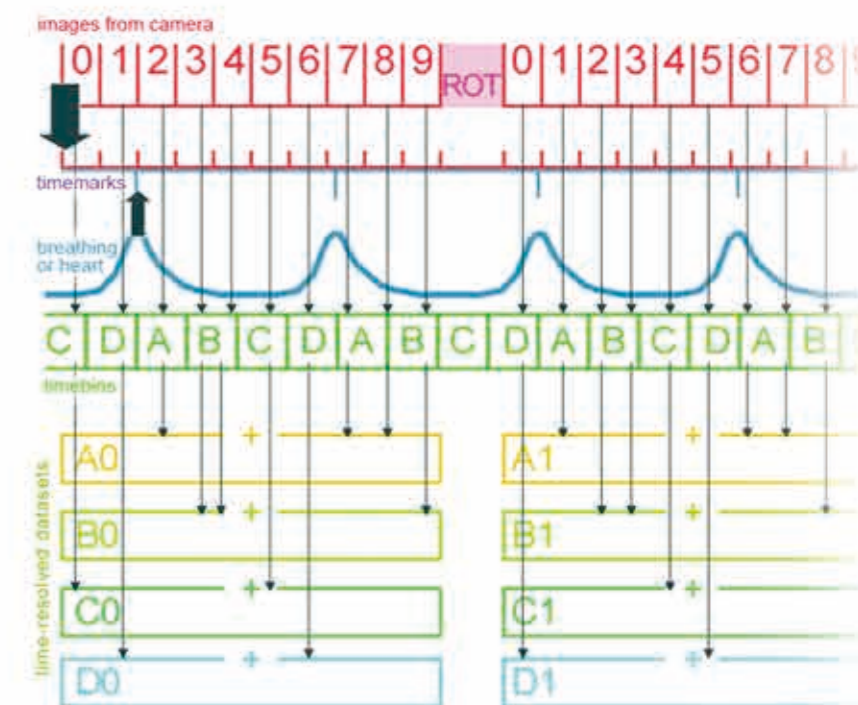 images from camera
0 1 2 3 4 5 6 7 8 9 ROT 0 1 2 3 4 5 6 7 8
timemarks
breathing
or heart
C D A B C D A B C D A B C D A B
timebins
time-resolved datasets
+ +
A0 A1
+ +
B0 B1
+ +
C0 C1
+ +
D0 D1